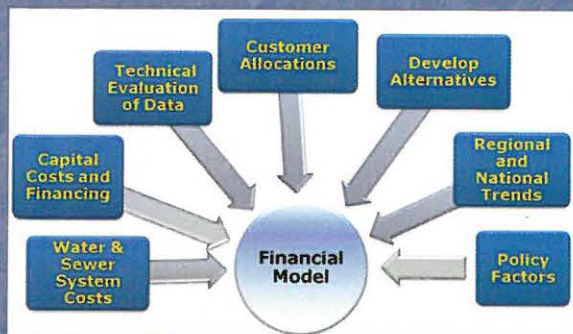 Customer
Allocations
Develop
Alternatives
Technical
Evaluation
of Data
Regional
and
National
Trends
Capital
Costs and
Financing
Financial
Model
Water &
Sewer
System
Costs
Policy
Factors